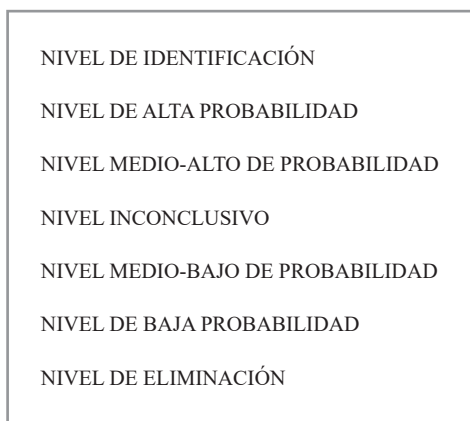 NIVEL DE IDENTIFICACIÓN
NIVEL DE ALTA PROBABILIDAD
NIVEL MEDIO-ALTO DE PROBABILIDAD
NIVEL INCONCLUSIVO
NIVEL MEDIO-BAJO DE PROBABILIDAD
NIVEL DE BAJA PROBABILIDAD
NIVEL DE ELIMINACIÓN